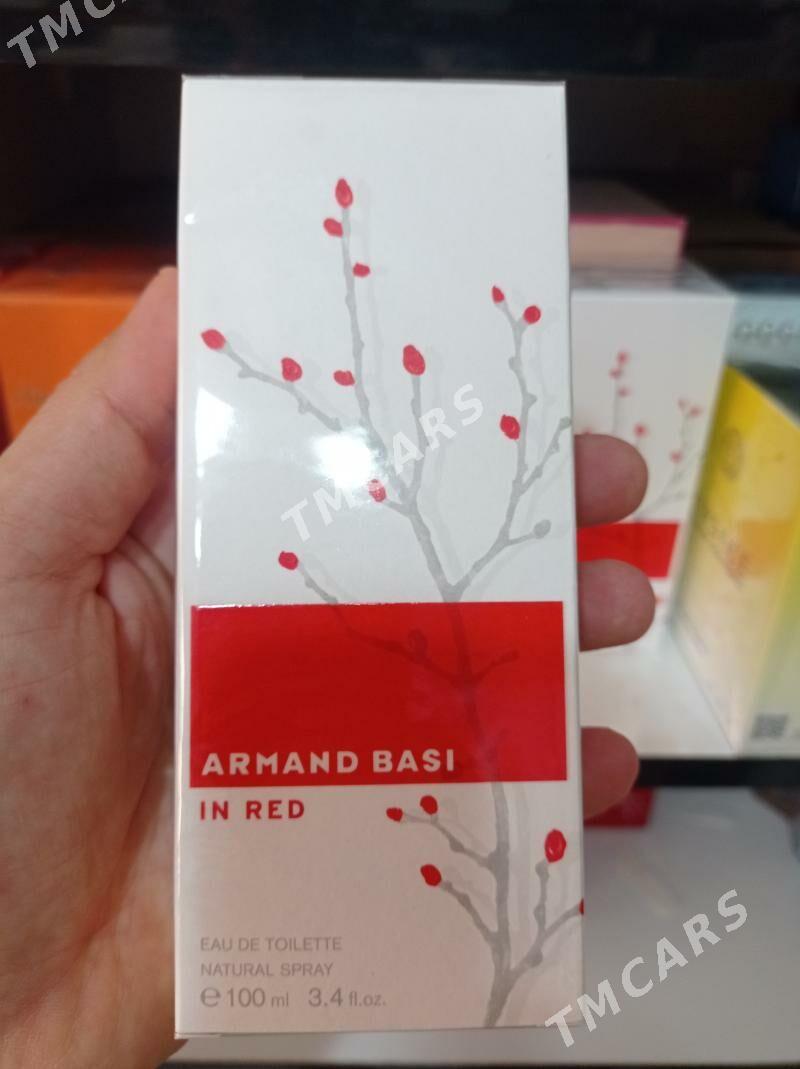 TMCARS
TMCARS
ARMAND BASI
IN RED
EAU DE TOILETTE
NATURAL SPRAY
℮100 ml 3.4 fl.oz.
TMCARS